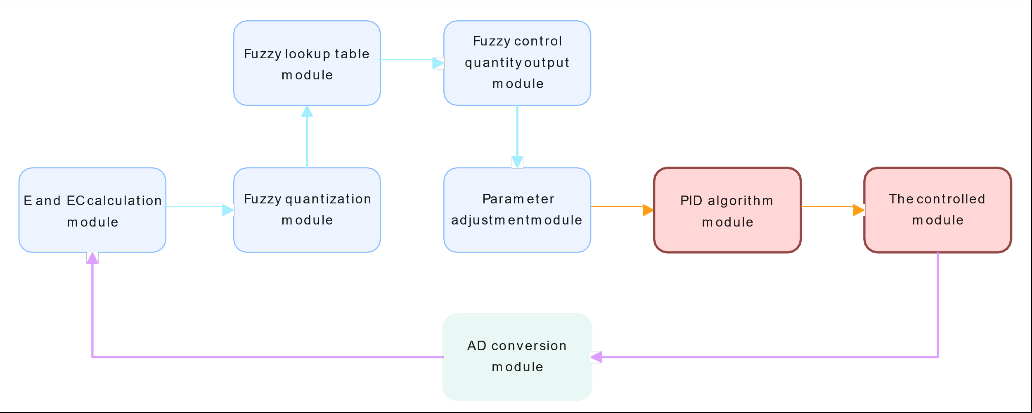 Fuzzy lookup table
module
Fuzzy control
quantity output
module
E and EC calculation
module
Fuzzy quantization
module
Parameter
adjustment module
PID algorithm
module
The controlled
module
AD conversion
module